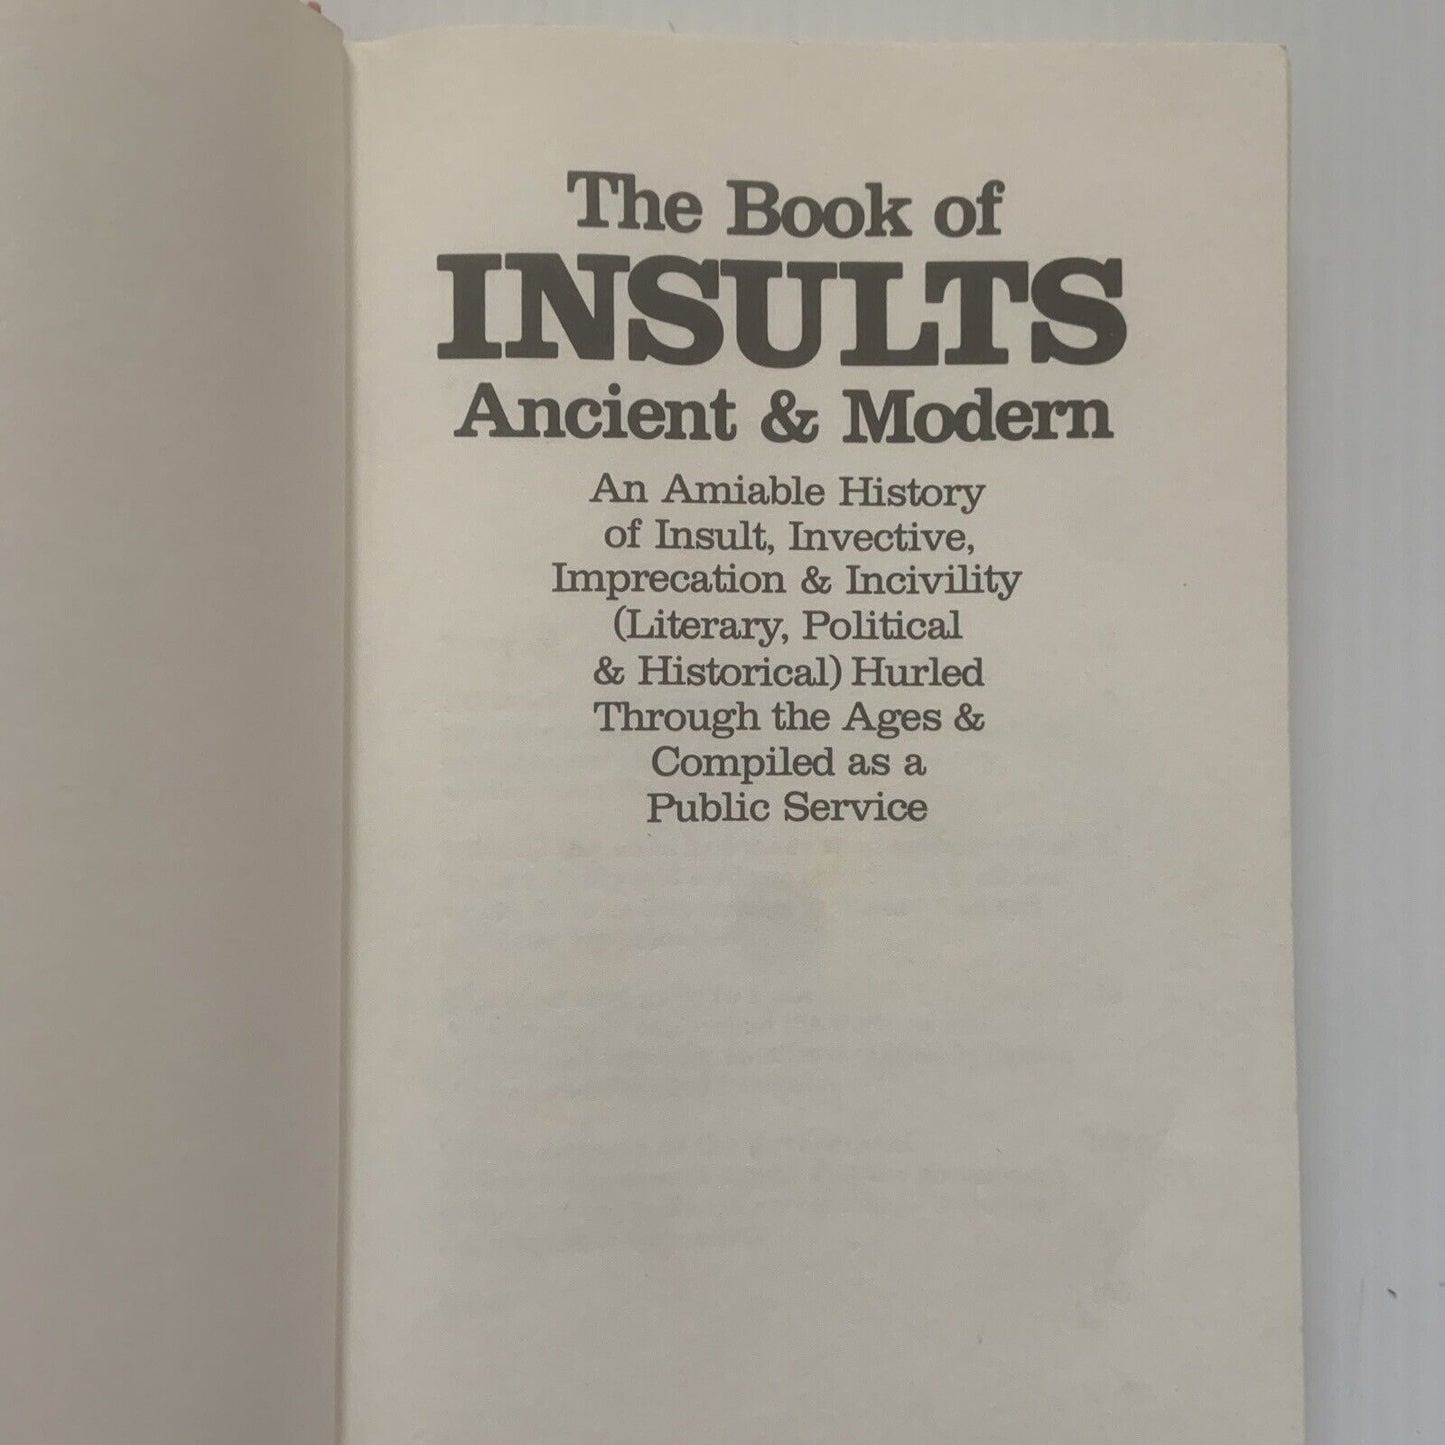 The Book of
INSULTS
Ancient & Modern
An Amiable History
of Insult, Invective,
Imprecation & Incivility
(Literary, Political
& Historical) Hurled
Through the Ages &
Compiled as a
Public Service